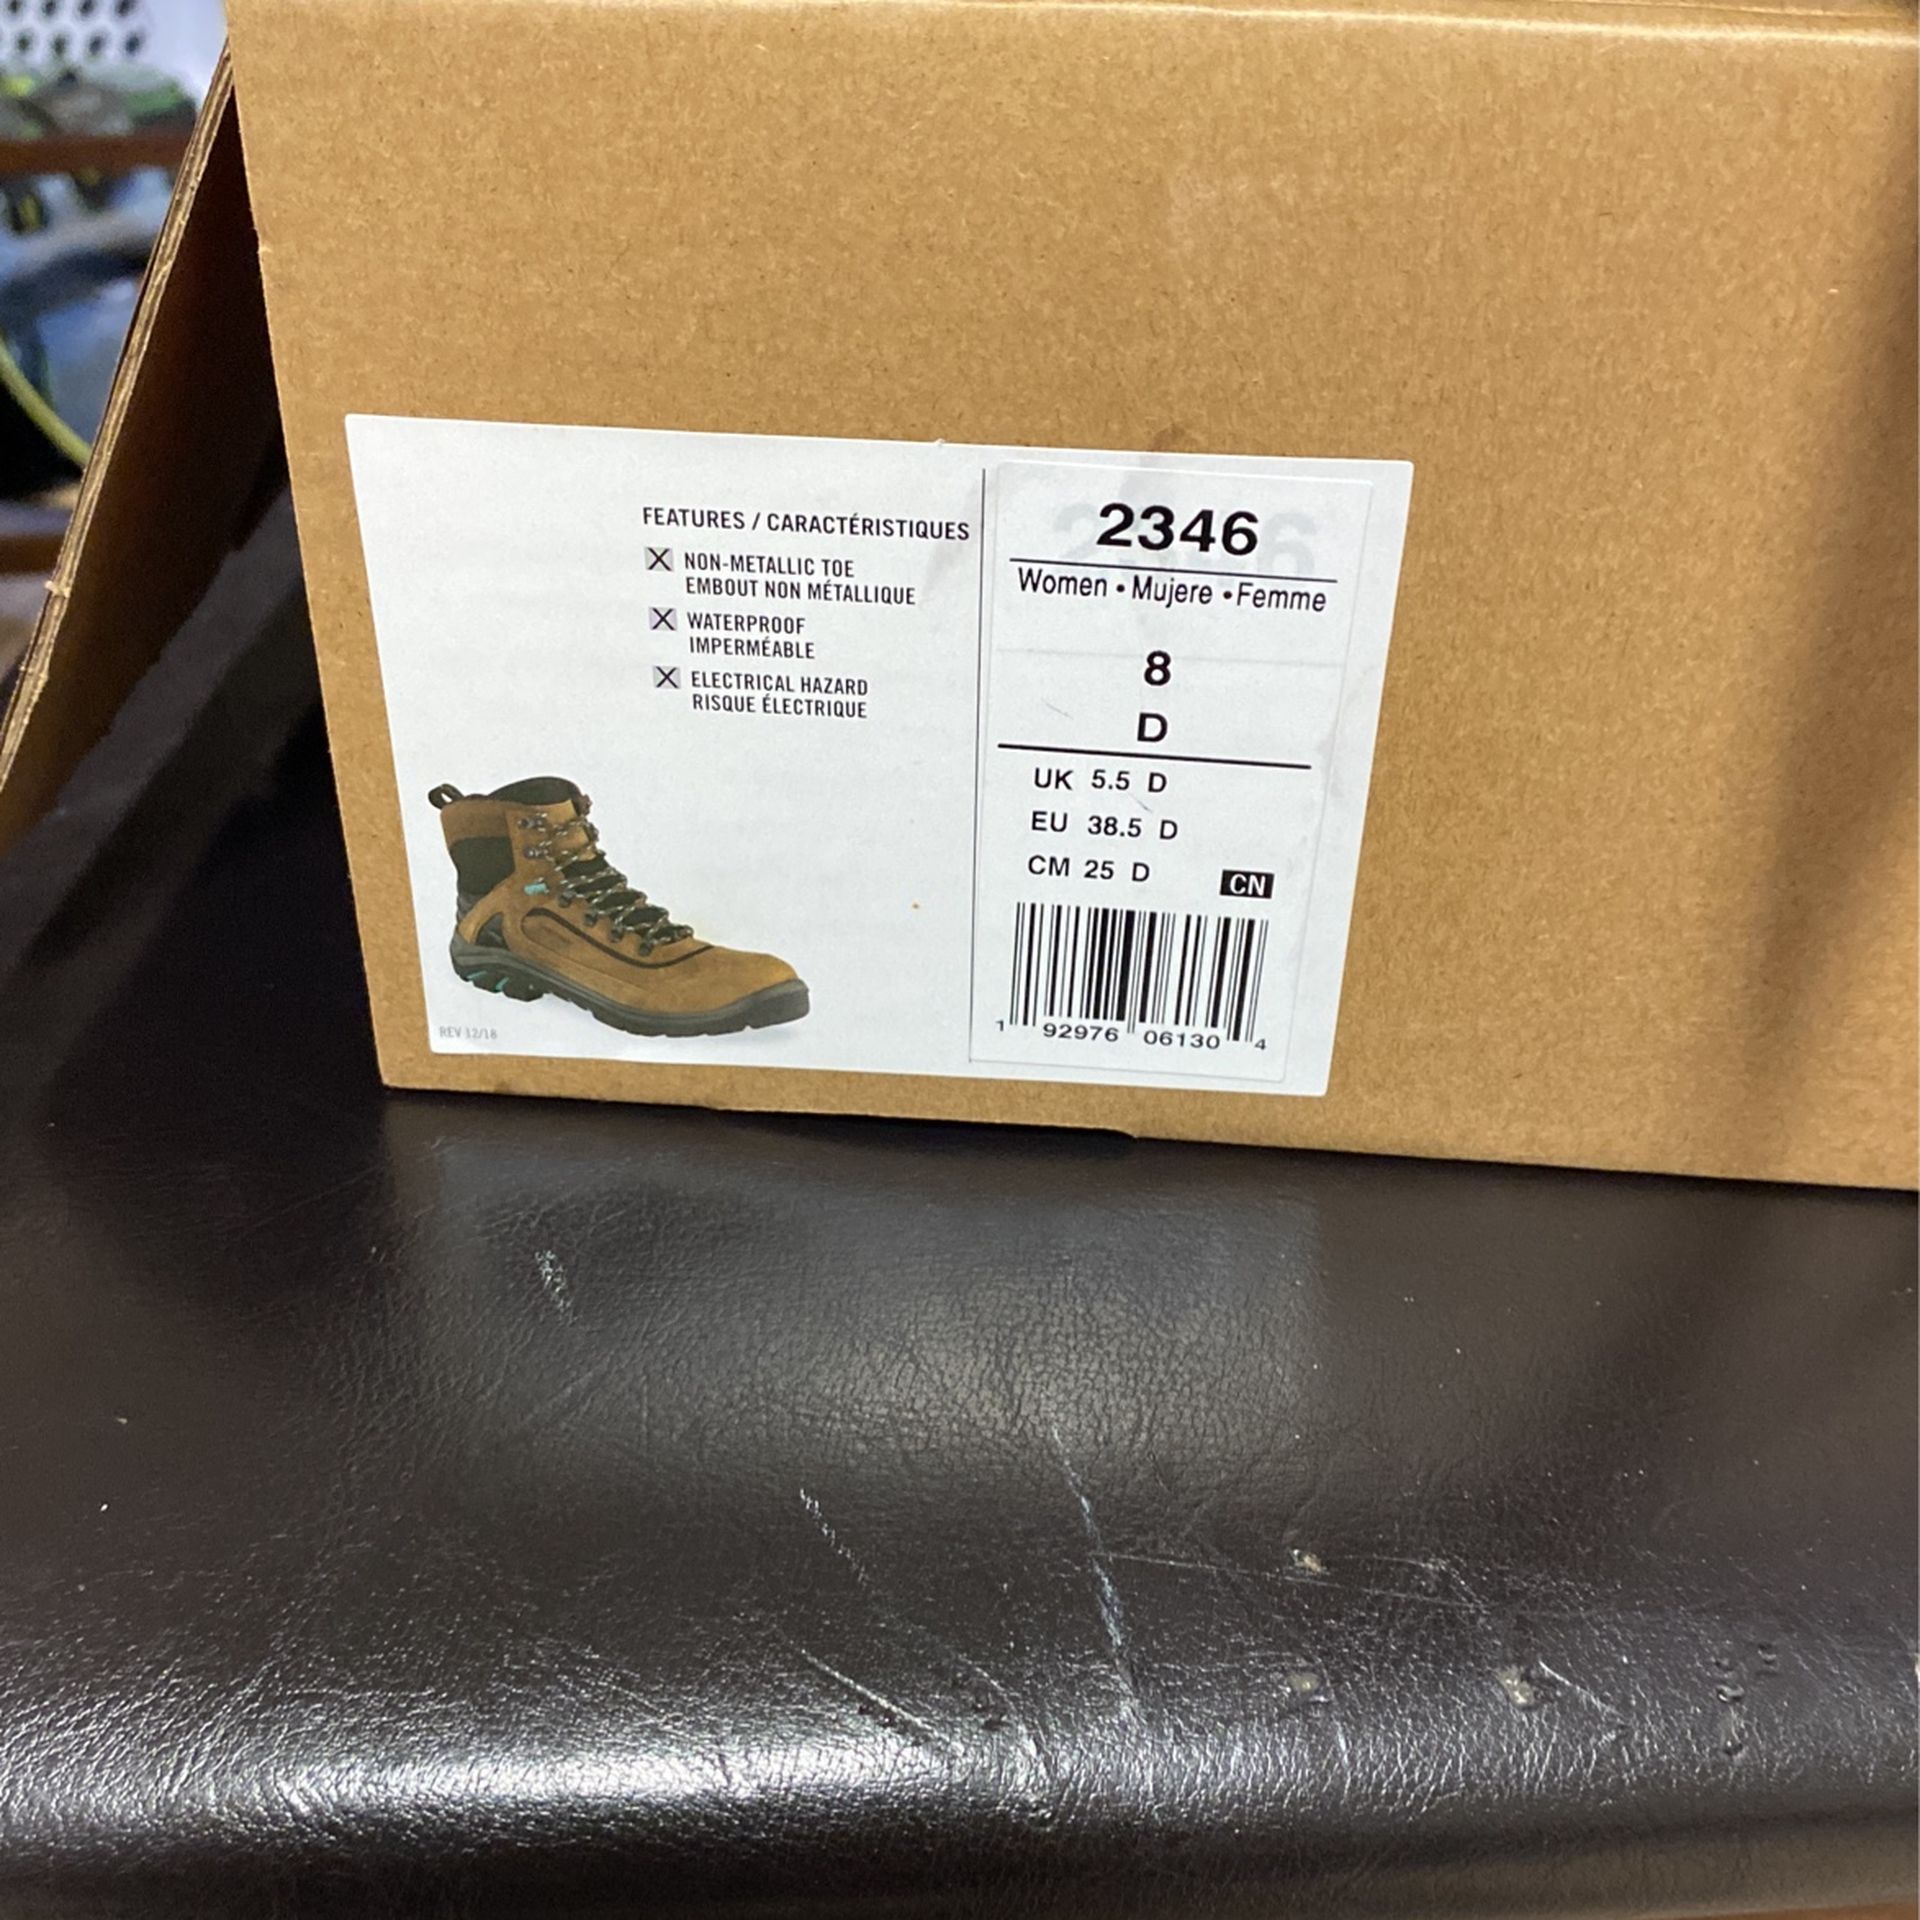 FEATURES / CARACTÉRISTIQUES
NON-METALLIC TOE
EMBOUT NON MÉTALLIQUE
WATERPROOF
IMPERMÉABLE
ELECTRICAL HAZARD
RISQUE ÉLECTRIQUE
REV 12/18
2346
Women • Mujere • Femme
8
D
UK 5.5 D
EU 38.5 D
CM 25 D
CN
1 92976 06130 4